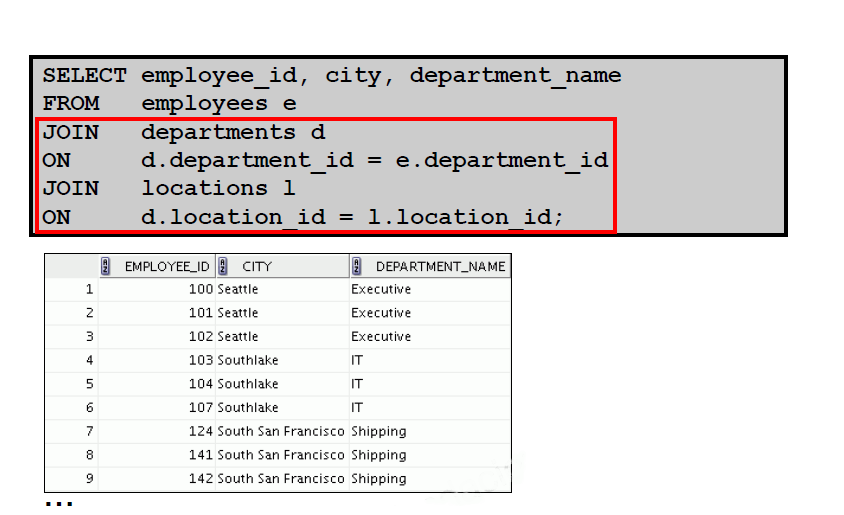 SELECT employee_id, city, department_name
FROM employees e
JOIN departments d
ON d.department_id = e.department_id
JOIN locations l
ON d.location_id = l.location_id;
EMPLOYEE_ID CITY DEPARTMENT_NAME
1 100 Seattle Executive
2 101 Seattle Executive
3 102 Seattle Executive
4 103 Southlake IT
5 104 Southlake IT
6 107 Southlake IT
7 124 South San Francisco Shipping
8 141 South San Francisco Shipping
9 142 South San Francisco Shipping
...